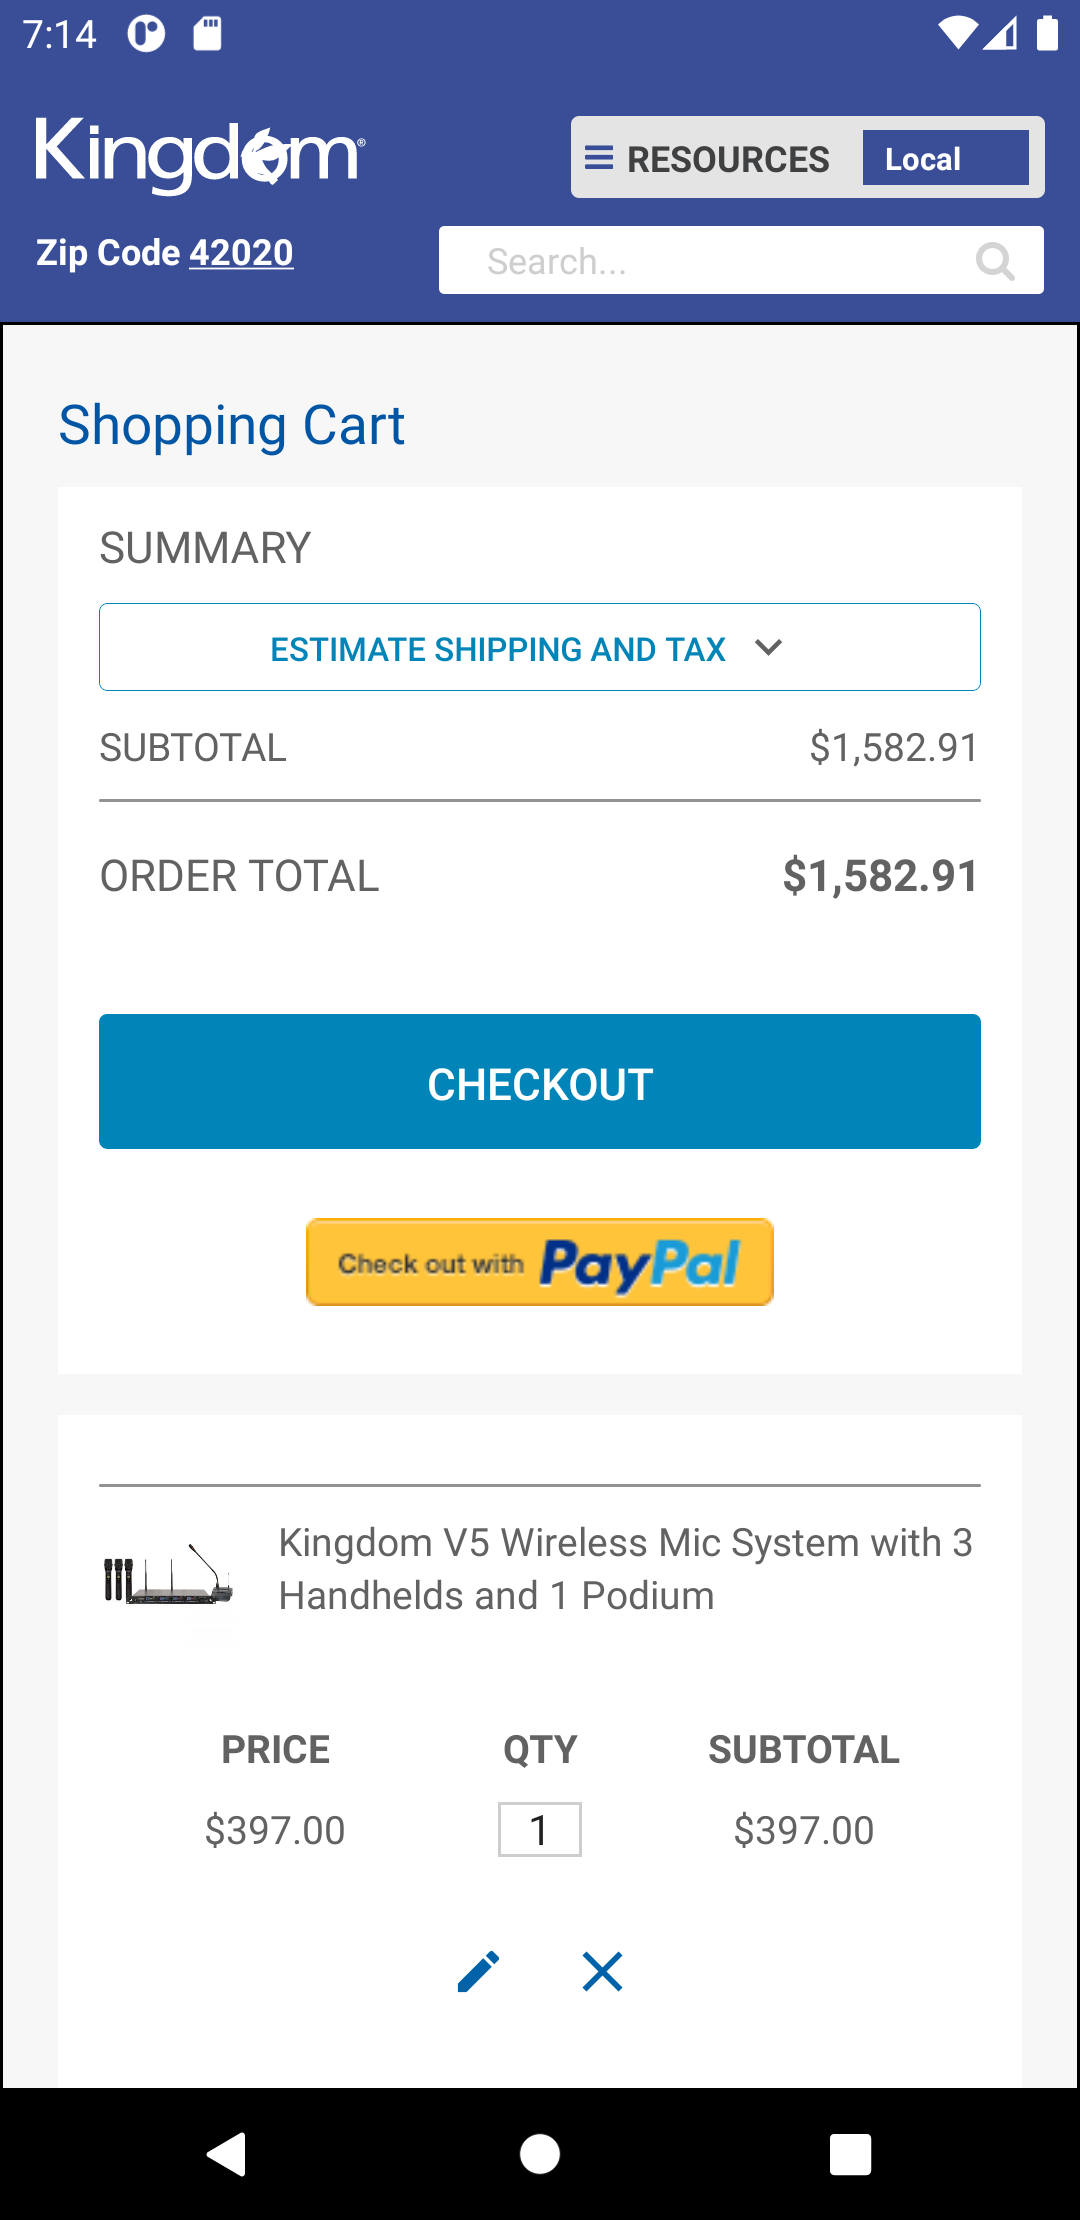 7:14
Kingdom®
RESOURCES
Local
Zip Code 42020
Search...
Shopping Cart
SUMMARY
ESTIMATE SHIPPING AND TAX
SUBTOTAL $1,582.91
ORDER TOTAL $1,582.91
CHECKOUT
Check out with PayPal
Kingdom V5 Wireless Mic System with 3
Handhelds and 1 Podium
PRICE QTY SUBTOTAL
$397.00 1 $397.00